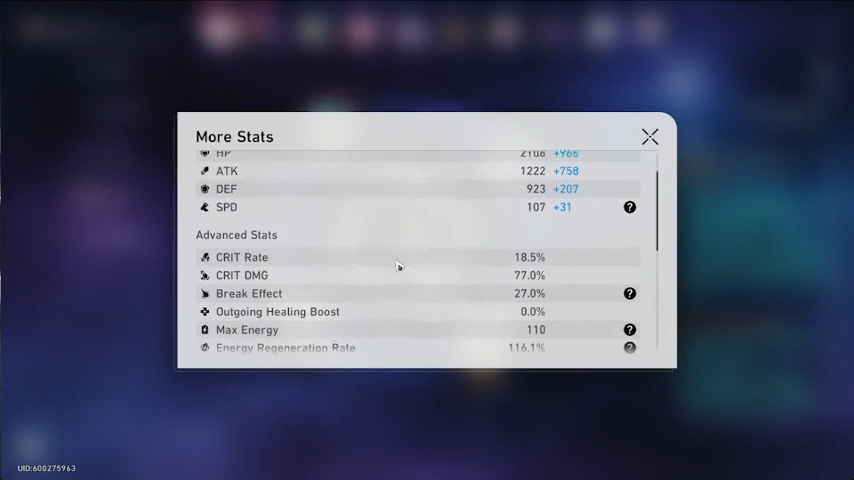 More Stats
HP 2106 +966
ATK 1222 +758
DEF 923 +207
SPD 107 +31 ?
Advanced Stats
CRIT Rate 18.5%
CRIT DMG 77.0%
Break Effect 27.0% ?
Outgoing Healing Boost 0.0%
Max Energy 110 ?
Energy Regeneration Rate 116.1% ?
UID:600275963